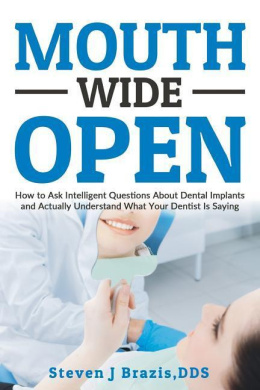 MOUTH
WIDE
OPEN
How to Ask Intelligent Questions About Dental Implants
and Actually Understand What Your Dentist Is Saying
Steven J Brazis,DDS